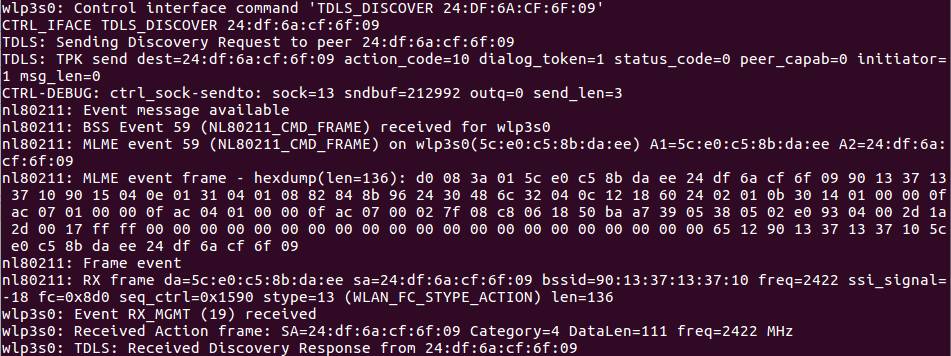 wlp3s0: Control interface command 'TDLS_DISCOVER 24:DF:6A:CF:6F:09'
CTRL_IFACE TDLS_DISCOVER 24:df:6a:cf:6f:09
TDLS: Sending Discovery Request to peer 24:df:6a:cf:6f:09
TDLS: TPK send dest=24:df:6a:cf:6f:09 action_code=10 dialog_token=1 status_code=0 peer_capab=0 initiator=
1 msg_len=0
CTRL-DEBUG: ctrl_sock-sendto: sock=13 sndbuf=212992 outq=0 send_len=3
nl80211: Event message available
nl80211: BSS Event 59 (NL80211_CMD_FRAME) received for wlp3s0
nl80211: MLME event 59 (NL80211_CMD_FRAME) on wlp3s0(5c:e0:c5:8b:da:ee) A1=5c:e0:c5:8b:da:ee A2=24:df:6a:
cf:6f:09
nl80211: MLME event frame - hexdump(len=136): d0 08 3a 01 5c e0 c5 8b da ee 24 df 6a cf 6f 09 90 13 37 13
37 10 90 15 04 0e 01 31 04 01 08 82 84 8b 96 24 30 48 6c 32 04 0c 12 18 60 24 02 01 0b 30 14 01 00 00 0f
ac 07 01 00 00 0f ac 04 01 00 00 0f ac 07 00 02 7f 08 c8 06 18 50 ba a7 39 05 38 05 02 e0 93 04 00 2d 1a
2d 00 17 ff ff 00 00 00 00 00 00 00 00 00 00 00 00 00 00 00 00 00 00 00 00 00 65 12 90 13 37 13 37 10 5c
e0 c5 8b da ee 24 df 6a cf 6f 09
nl80211: Frame event
nl80211: RX frame da=5c:e0:c5:8b:da:ee sa=24:df:6a:cf:6f:09 bssid=90:13:37:13:37:10 freq=2422 ssi_signal=
-18 fc=0x8d0 seq_ctrl=0x1590 stype=13 (WLAN_FC_STYPE_ACTION) len=136
wlp3s0: Event RX_MGMT (19) received
wlp3s0: Received Action frame: SA=24:df:6a:cf:6f:09 Category=4 DataLen=111 freq=2422 MHz
wlp3s0: TDLS: Received Discovery Response from 24:df:6a:cf:6f:09